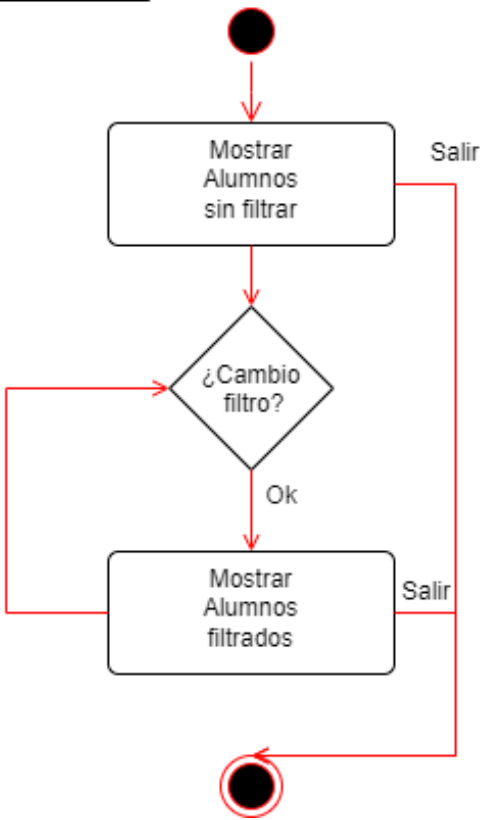 Mostrar
Alumnos
sin filtrar
Salir
¿Cambio
filtro?
Ok
Mostrar
Alumnos
filtrados
Salir